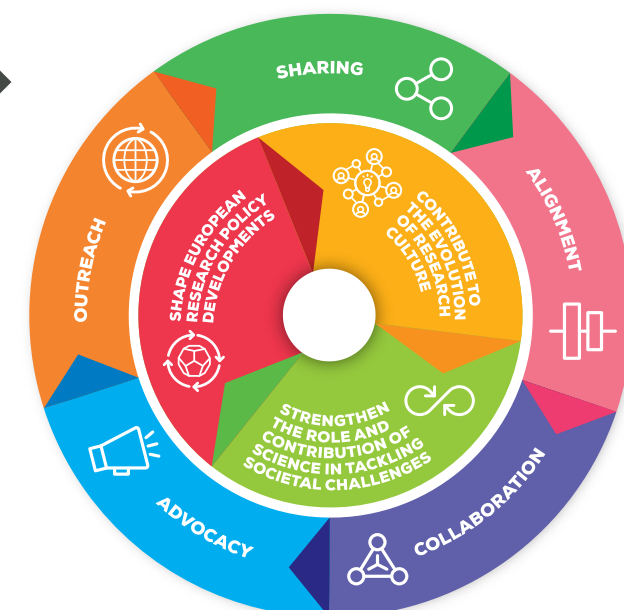 SHARING
ALIGNMENT
COLLABORATION
ADVOCACY
OUTREACH
SHAPE EUROPEAN
RESEARCH POLICY
DEVELOPMENTS
CONTRIBUTE TO
THE EVOLUTION
OF RESEARCH
CULTURE
STRENGTHEN
THE ROLE AND
CONTRIBUTION OF
SCIENCE IN TACKLING
SOCIETAL CHALLENGES